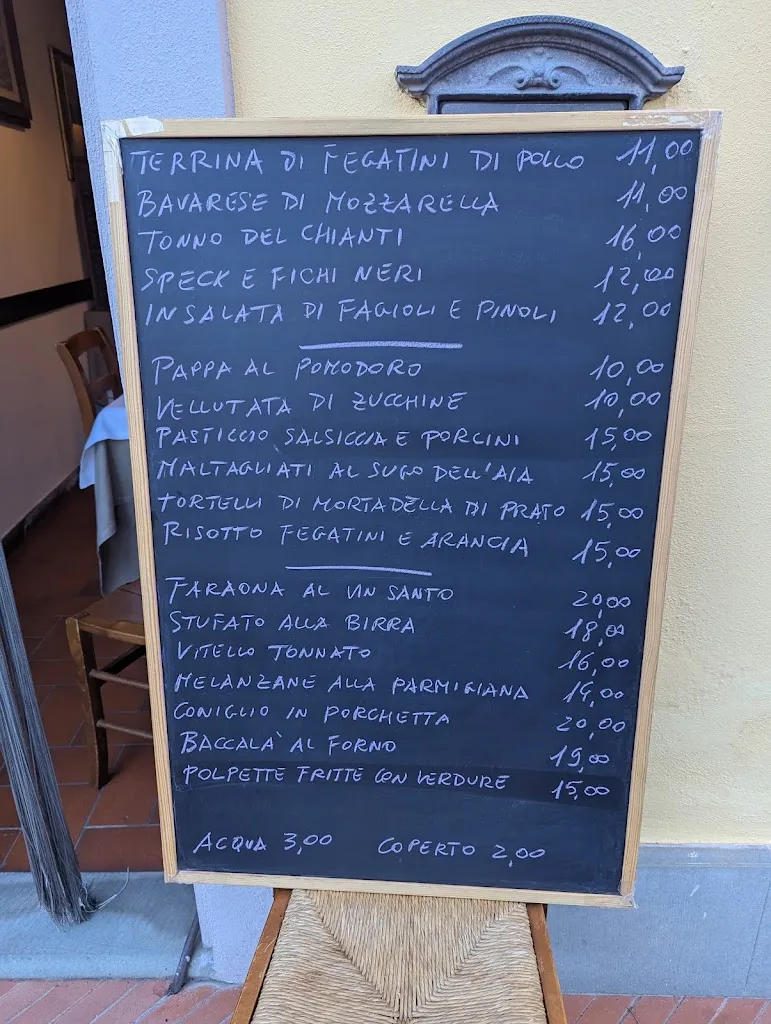 TERRINA DI FEGATINI DI POLLO 11,00
BAVARESE DI MOZZARELLA 11,00
TONNO DEL CHIANTI 16,00
SPECK E FICHI NERI 12,00
INSALATA DI FAGIOLI E PINOLI 12,00
PAPPA AL POMODORO 10,00
VELLUTATA DI ZUCCHINE 10,00
PASTICCIO SALSICCIA E PORCINI 15,00
MALTAGLIATI AL SUGO DELL'AIA 15,00
TORTELLI DI MORTADELLA DI PRATO 15,00
RISOTTO FEGATINI E ARANCIA 15,00
FARAONA AL VIN SANTO 20,00
STUFATO ALLA BIRRA 18,00
VITELLO TONNATO 16,00
MELANZANE ALLA PARMIGIANA 14,00
CONIGLIO IN PORCHETTA 20,00
BACCALA' AL FORNO 19,00
POLPETTE FRITTE CON VERDURE 15,00
ACQUA 3,00 COPERTO 2,00